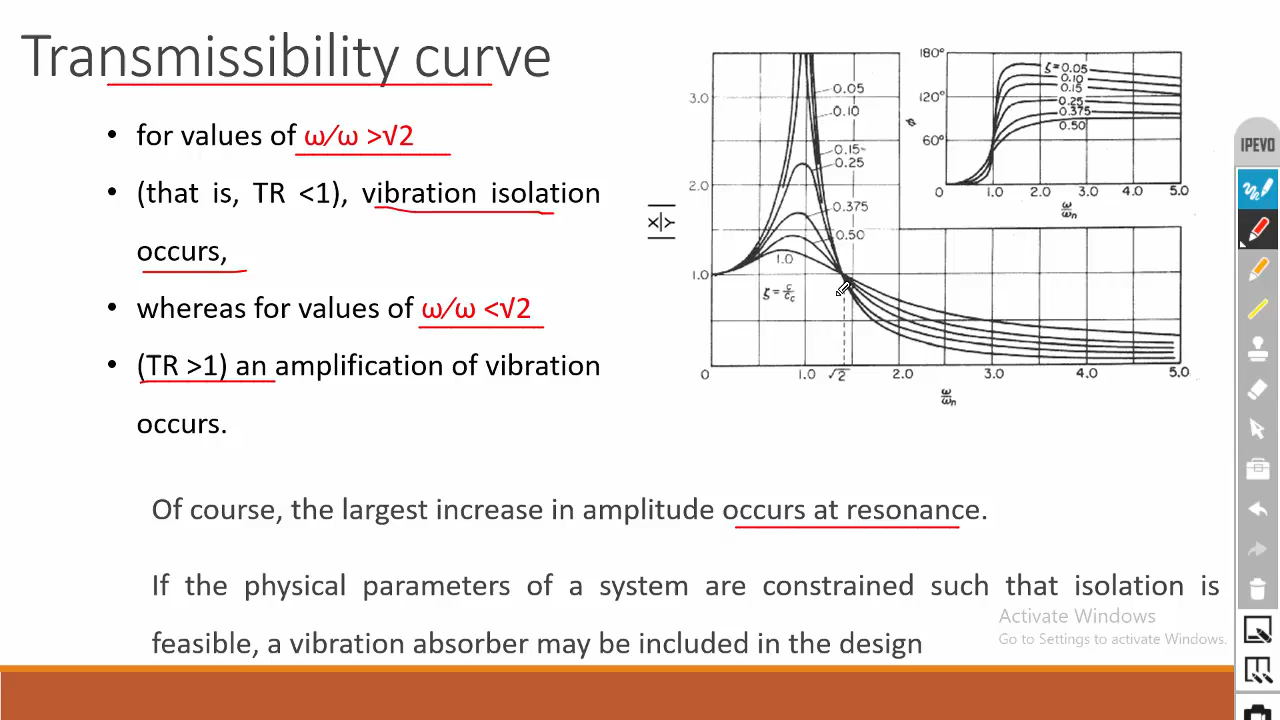 Transmissibility curve
• for values of ω/ω >√2
• (that is, TR <1), vibration isolation
occurs,
• whereas for values of ω/ω <√2
• (TR >1) an amplification of vibration
occurs.
Of course, the largest increase in amplitude occurs at resonance.
If the physical parameters of a system are constrained such that isolation is
feasible, a vibration absorber may be included in the design
3.0
2.0
1.0
|X/Y|
0.05
0.10
0.15
0.25
0.375
0.50
1.0
ζ = c/cc
0 1.0 √2 2.0 3.0 4.0 5.0
ω/ωn
180°
120°
60°
φ
ζ=0.05
0.10
0.15
0.25
0.375
0.50
0 1.0 2.0 3.0 4.0 5.0
ω/ωn
IPEVO
Activate Windows
Go to Settings to activate Windows.